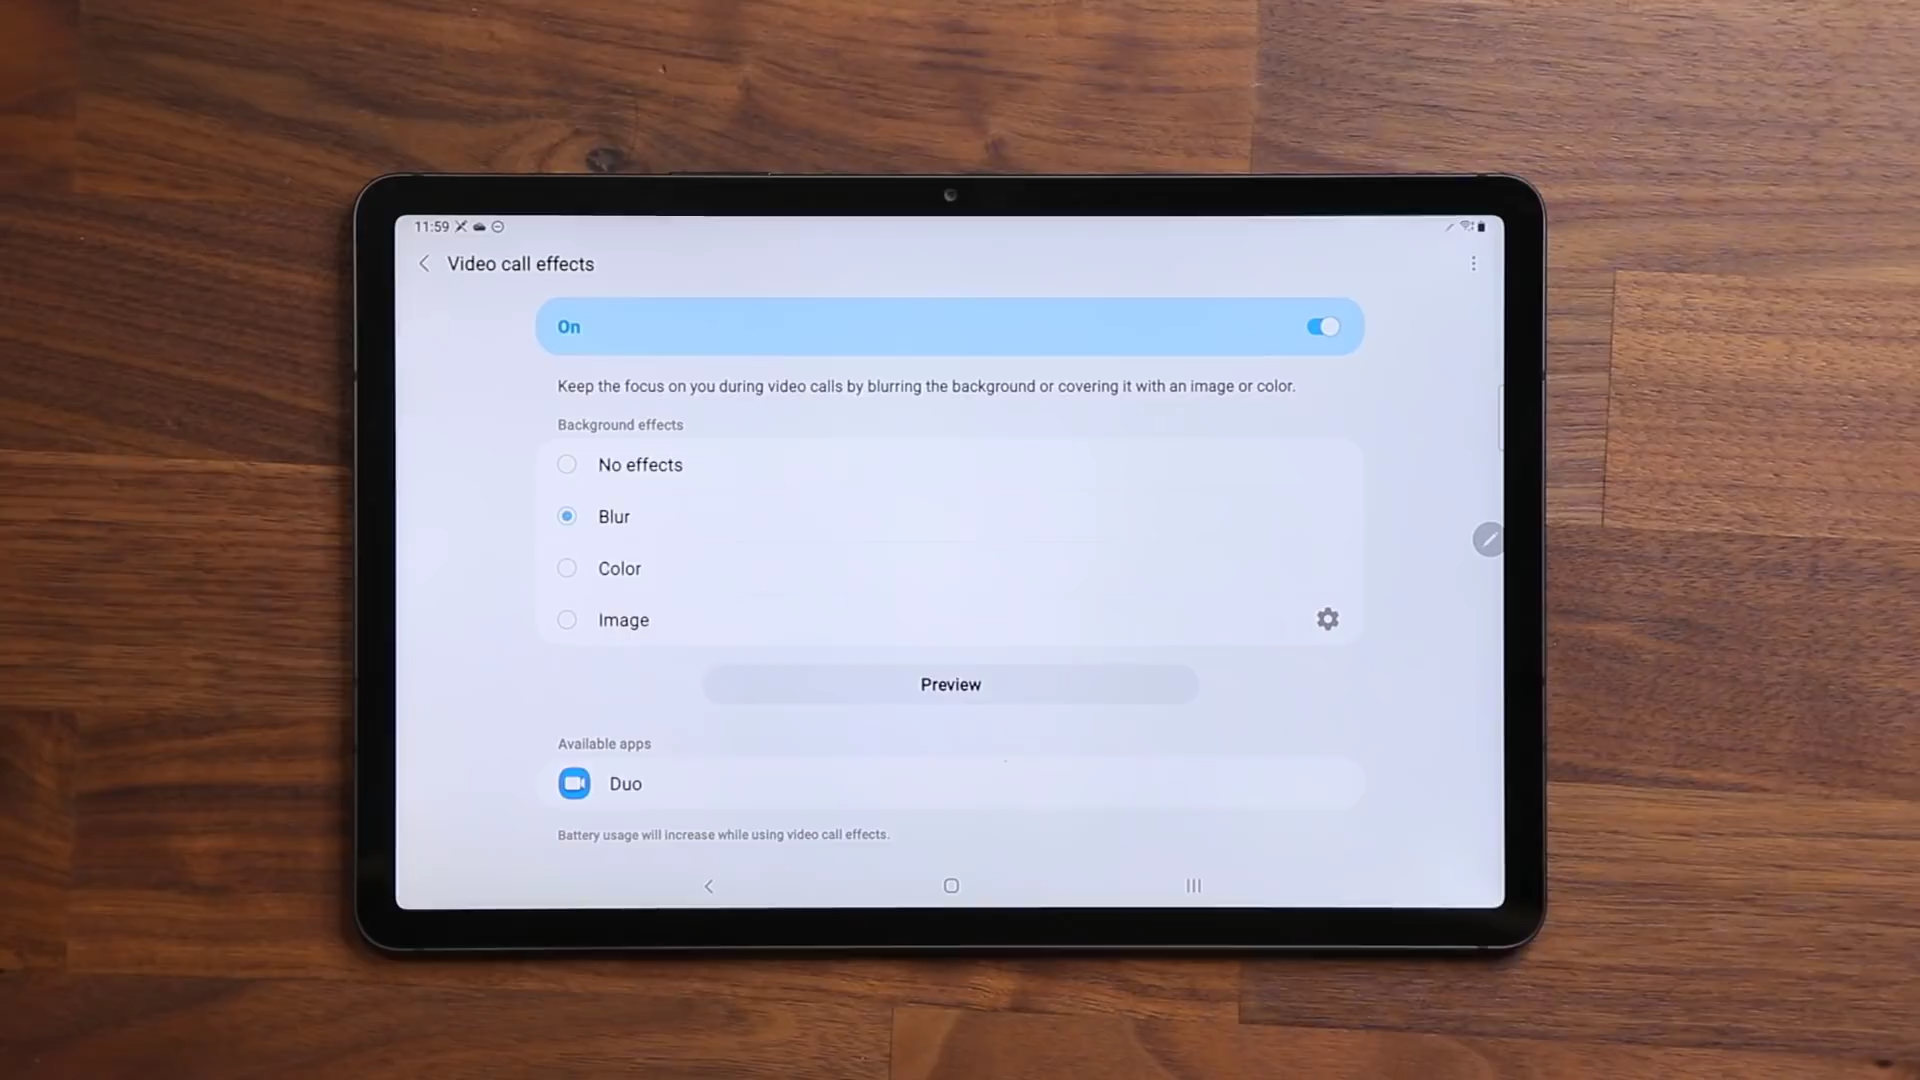 11:59
Video call effects
On
Keep the focus on you during video calls by blurring the background or covering it with an image or color.
Background effects
No effects
Blur
Color
Image
Preview
Available apps
Duo
Battery usage will increase while using video call effects.